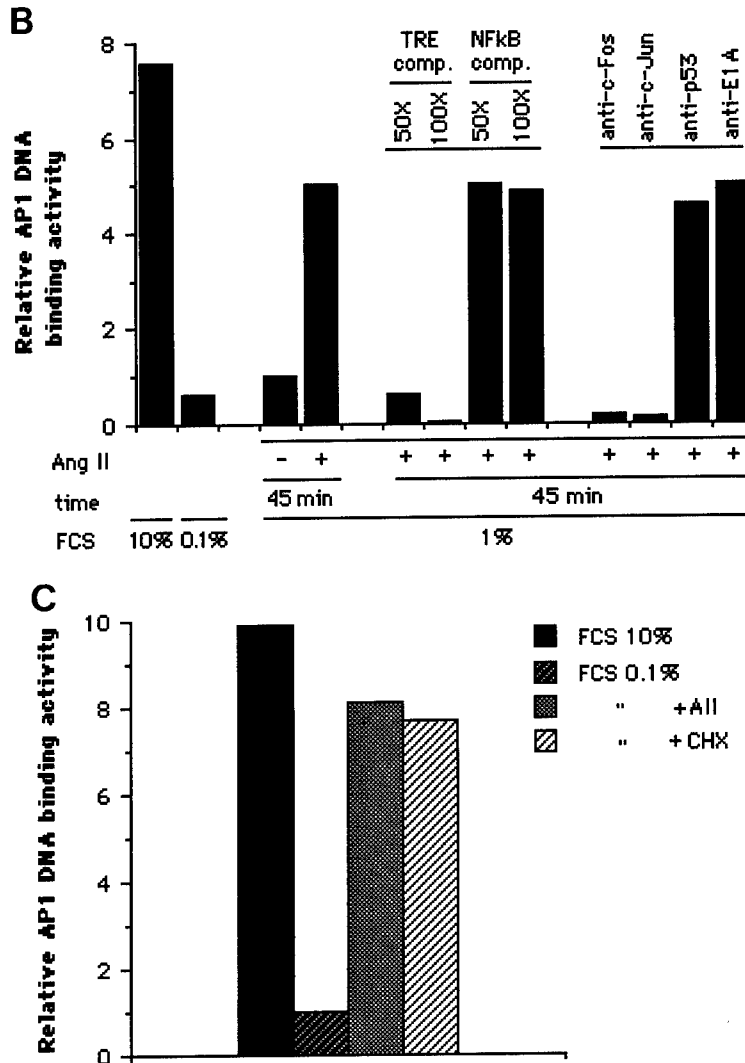 B
Relative AP1 DNA
binding activity
8
6
4
2
0
TRE
comp.
NFkB
comp.
50X
100X
50X
100X
anti-c-Fos
anti-c-Jun
anti-p53
anti-E1A
Ang II
- + + + + + + + + +
time
45 min
45 min
FCS
10% 0.1%
1%
C
Relative AP1 DNA binding activity
10
8
6
4
2
0
FCS 10%
FCS 0.1%
" +AII
" +CHX